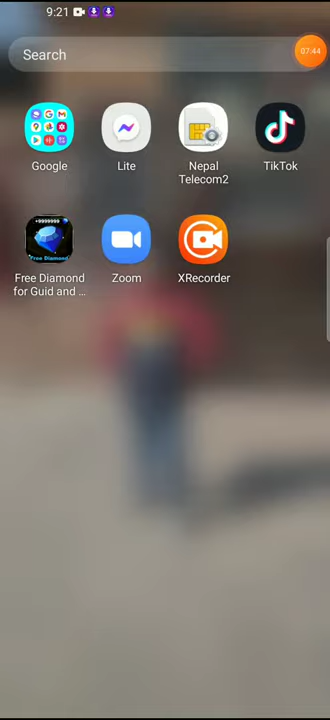 9:21
Search
07:44
Google
Lite
Nepal
Telecom2
TikTok
+9999999
Free Diamond
Free Diamond
for Guid and ...
Zoom
XRecorder